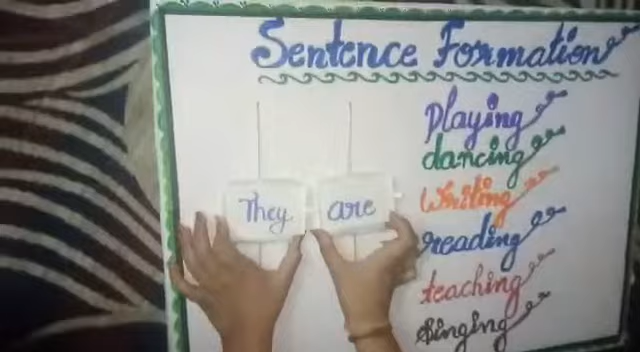 Sentence Formation
They are
Playing
dancing
Writing
reading
teaching
Singing